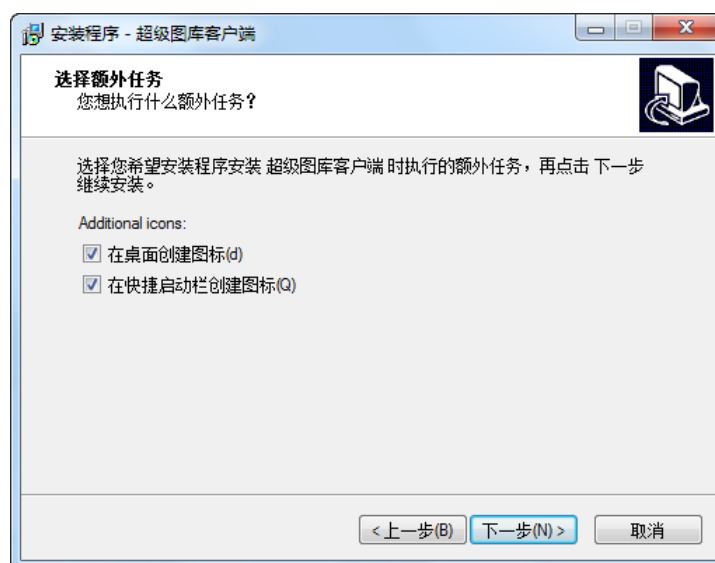 安装程序 - 超级图库客户端
选择额外任务
您想执行什么额外任务?
选择您希望安装程序安装 超级图库客户端 时执行的额外任务，再点击 下一步
继续安装。
Additional icons:
在桌面创建图标(d)
在快捷启动栏创建图标(Q)
<上一步(B) 下一步(N)> 取消